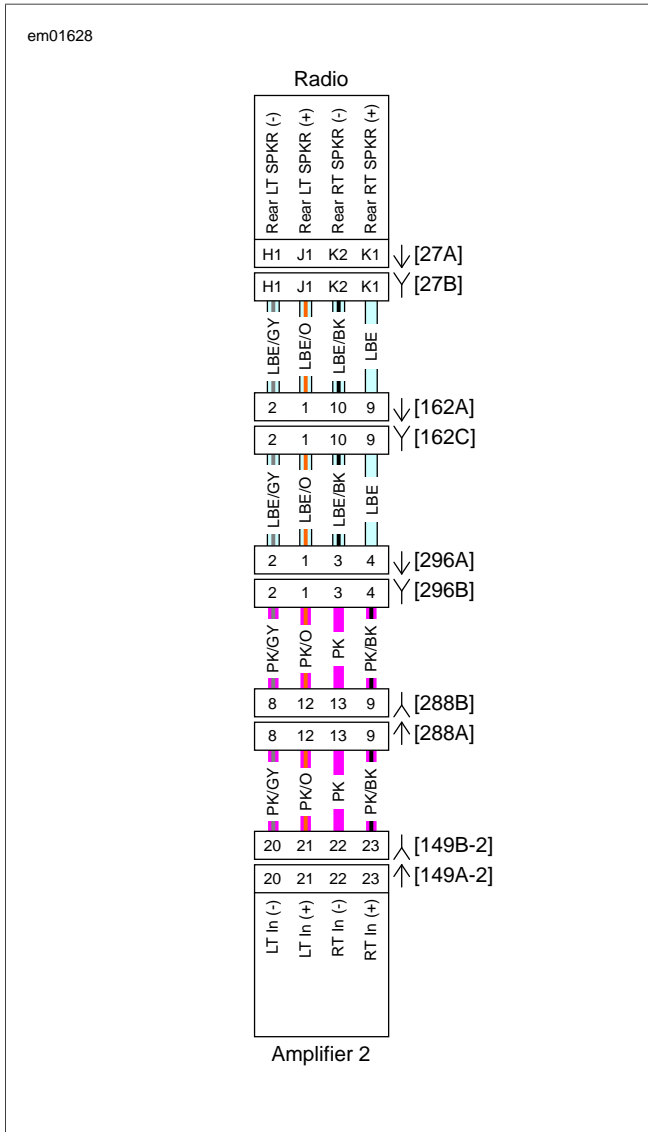 em01628
Radio
Rear LT SPKR (-)
Rear LT SPKR (+)
Rear RT SPKR (-)
Rear RT SPKR (+)
H1 J1 K2 K1 [27A]
H1 J1 K2 K1 [27B]
LBE/GY
LBE/O
LBE/BK
LBE
2 1 10 9 [162A]
2 1 10 9 [162C]
LBE/GY
LBE/O
LBE/BK
LBE
2 1 3 4 [296A]
2 1 3 4 [296B]
PK/GY
PK/O
PK
PK/BK
8 12 13 9 [288B]
8 12 13 9 [288A]
PK/GY
PK/O
PK
PK/BK
20 21 22 23 [149B-2]
20 21 22 23 [149A-2]
LT In (-)
LT In (+)
RT In (-)
RT In (+)
Amplifier 2